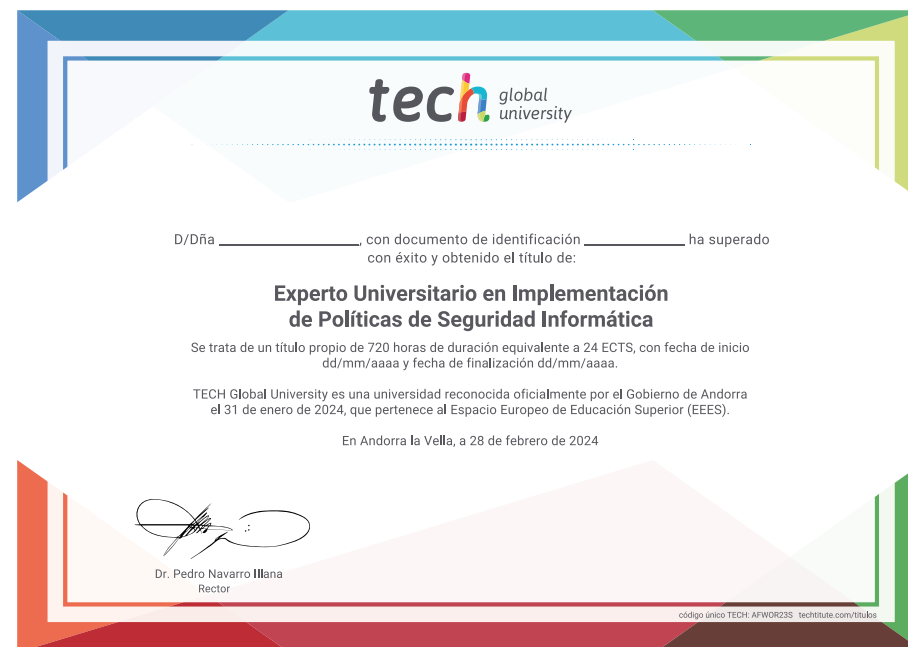 tech global university
D/Dña ____________________, con documento de identificación ______________ ha superado
con éxito y obtenido el título de:
Experto Universitario en Implementación
de Políticas de Seguridad Informática
Se trata de un título propio de 720 horas de duración equivalente a 24 ECTS, con fecha de inicio
dd/mm/aaaa y fecha de finalización dd/mm/aaaa.
TECH Global University es una universidad reconocida oficialmente por el Gobierno de Andorra
el 31 de enero de 2024, que pertenece al Espacio Europeo de Educación Superior (EEES).
En Andorra la Vella, a 28 de febrero de 2024
Dr. Pedro Navarro Illana
Rector
código único TECH: AFWOR23S techtitute.com/titulos